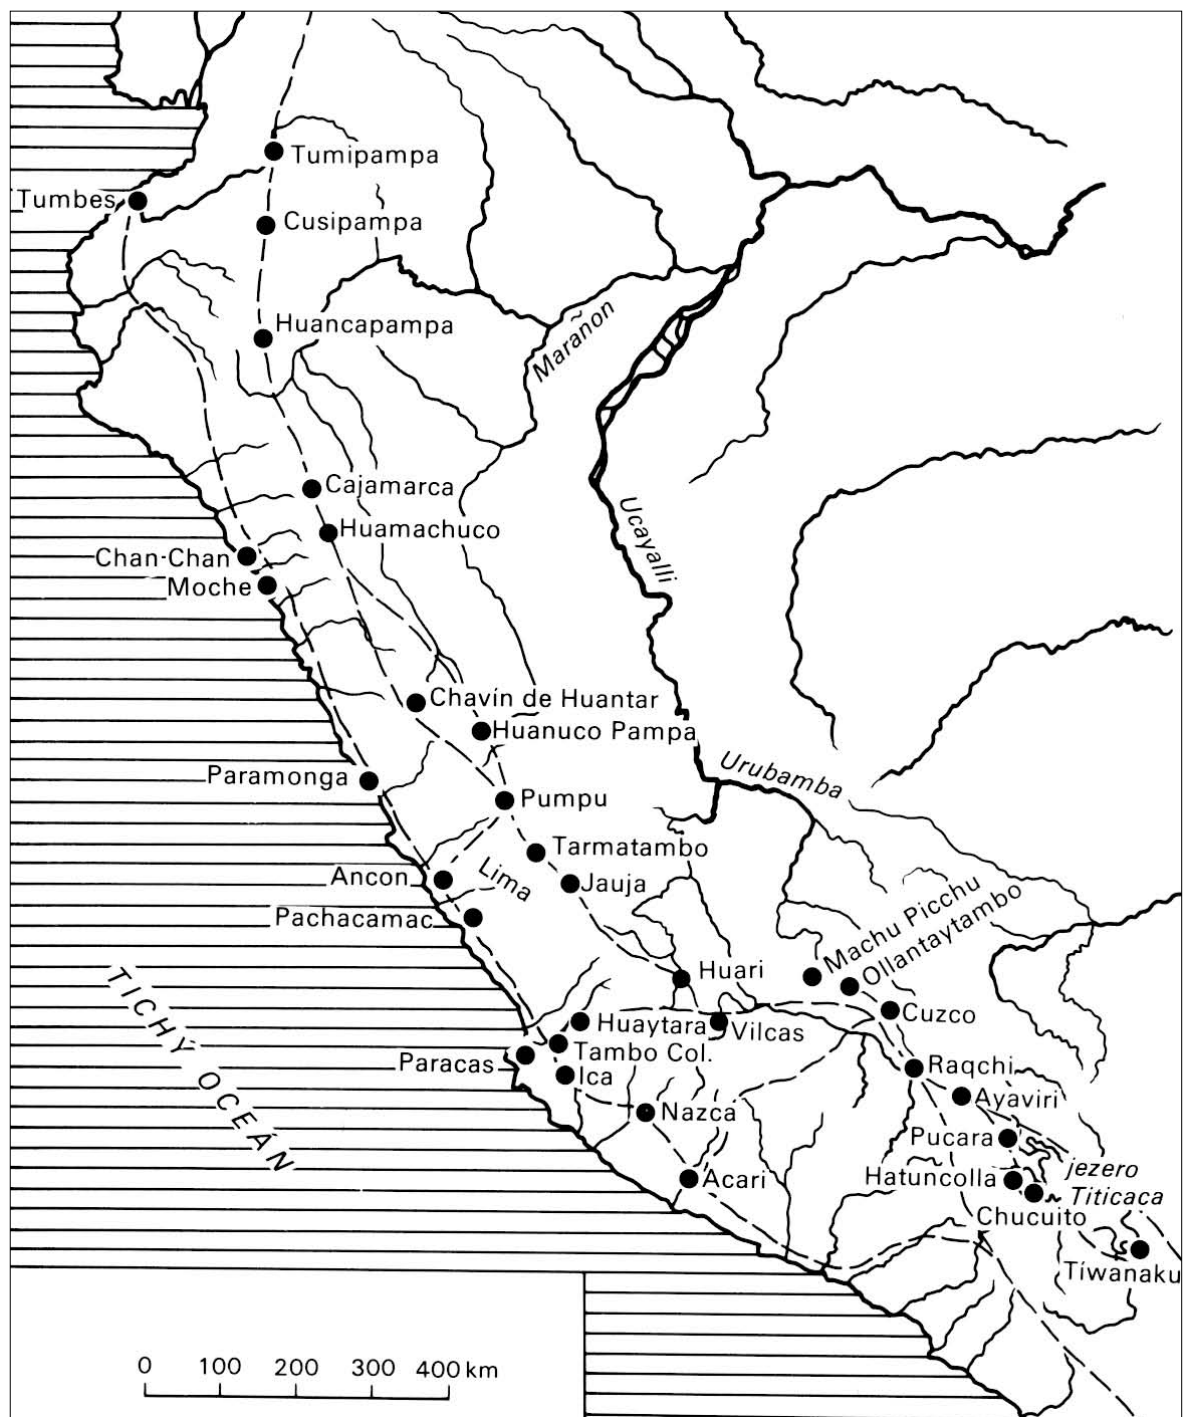 Tumipampa
Tumbes
Cusipampa
Huancapampa
Marañon
Cajamarca
Ucayalli
Huamachuco
Chan-Chan
Moche
Chavín de Huantar
Huanuco Pampa
Paramonga
Urubamba
Pumpu
Tarmatambo
Ancon
Lima
Jauja
Pachacamac
Machu Picchu
Ollantaytambo
Huari
TICHÝ OCEÁN
Cuzco
Huaytara
Vilcas
Tambo Col.
Paracas
Ica
Raqchi
Ayaviri
Nazca
Pucara
jezero
Titicaca
Hatuncolla
Acari
Chucuito
Tíwanaku
0 100 200 300 400 km